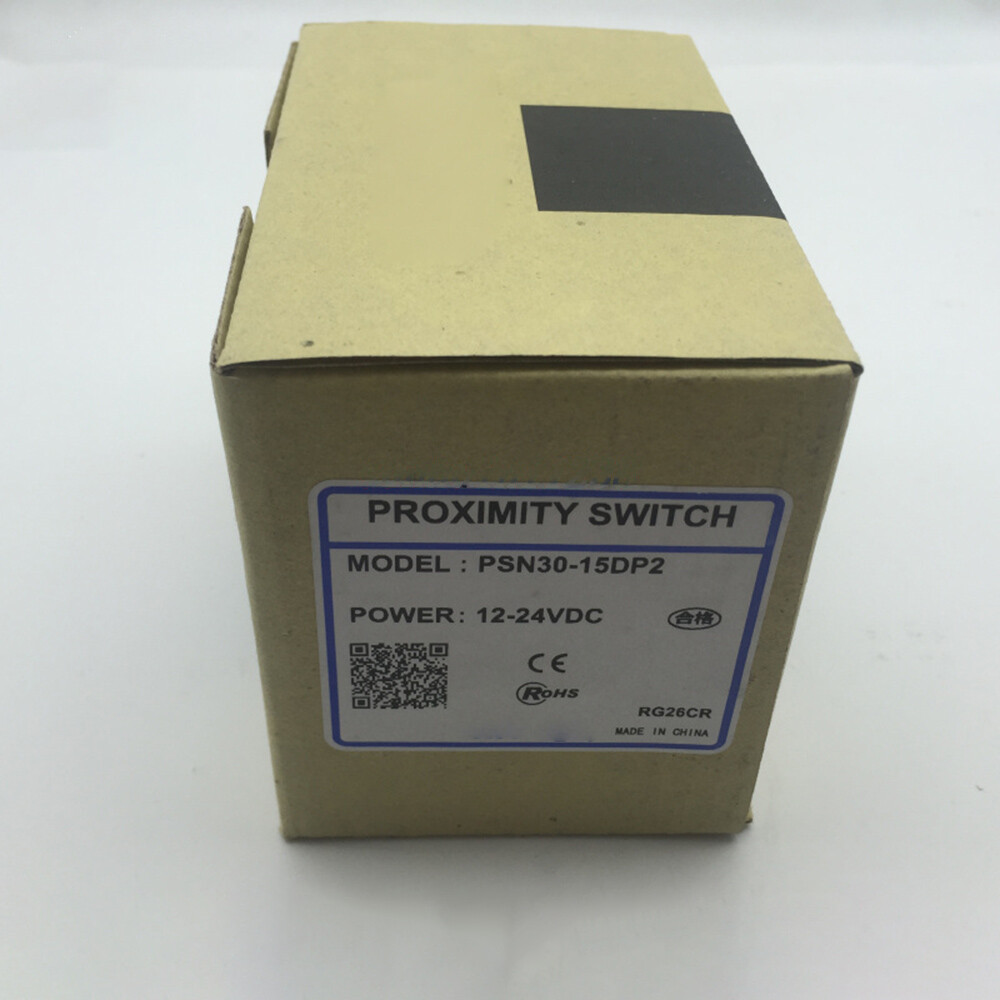 PROXIMITY SWITCH
MODEL : PSN30-15DP2
POWER: 12-24VDC
合格
CE
RoHS
RG26CR
MADE IN CHINA